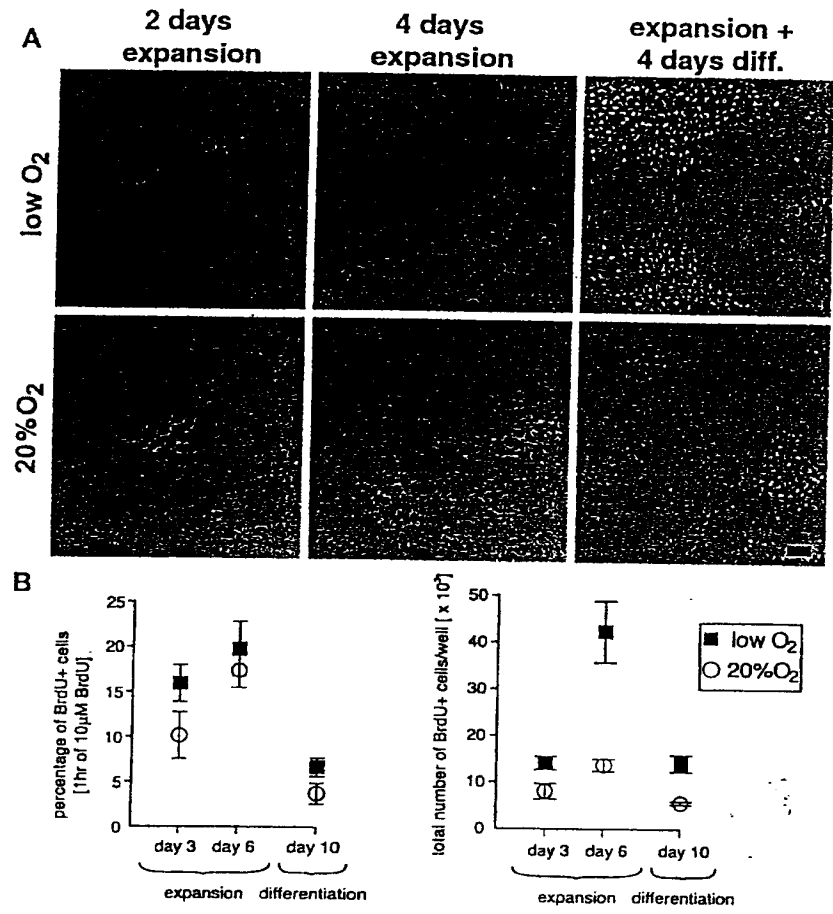 A
2 days
expansion
4 days
expansion
expansion +
4 days diff.
low O2
20%O2
B
percentage of BrdU+ cells
[1hr of 10µM BrdU]
25
20
15
10
5
0
day 3
day 6
day 10
expansion
differentiation
total number of BrdU+ cells/well [ x 10
50
40
30
20
10
0
day 3
day 6
day 10
expansion
differentiation
low O2
20%O2